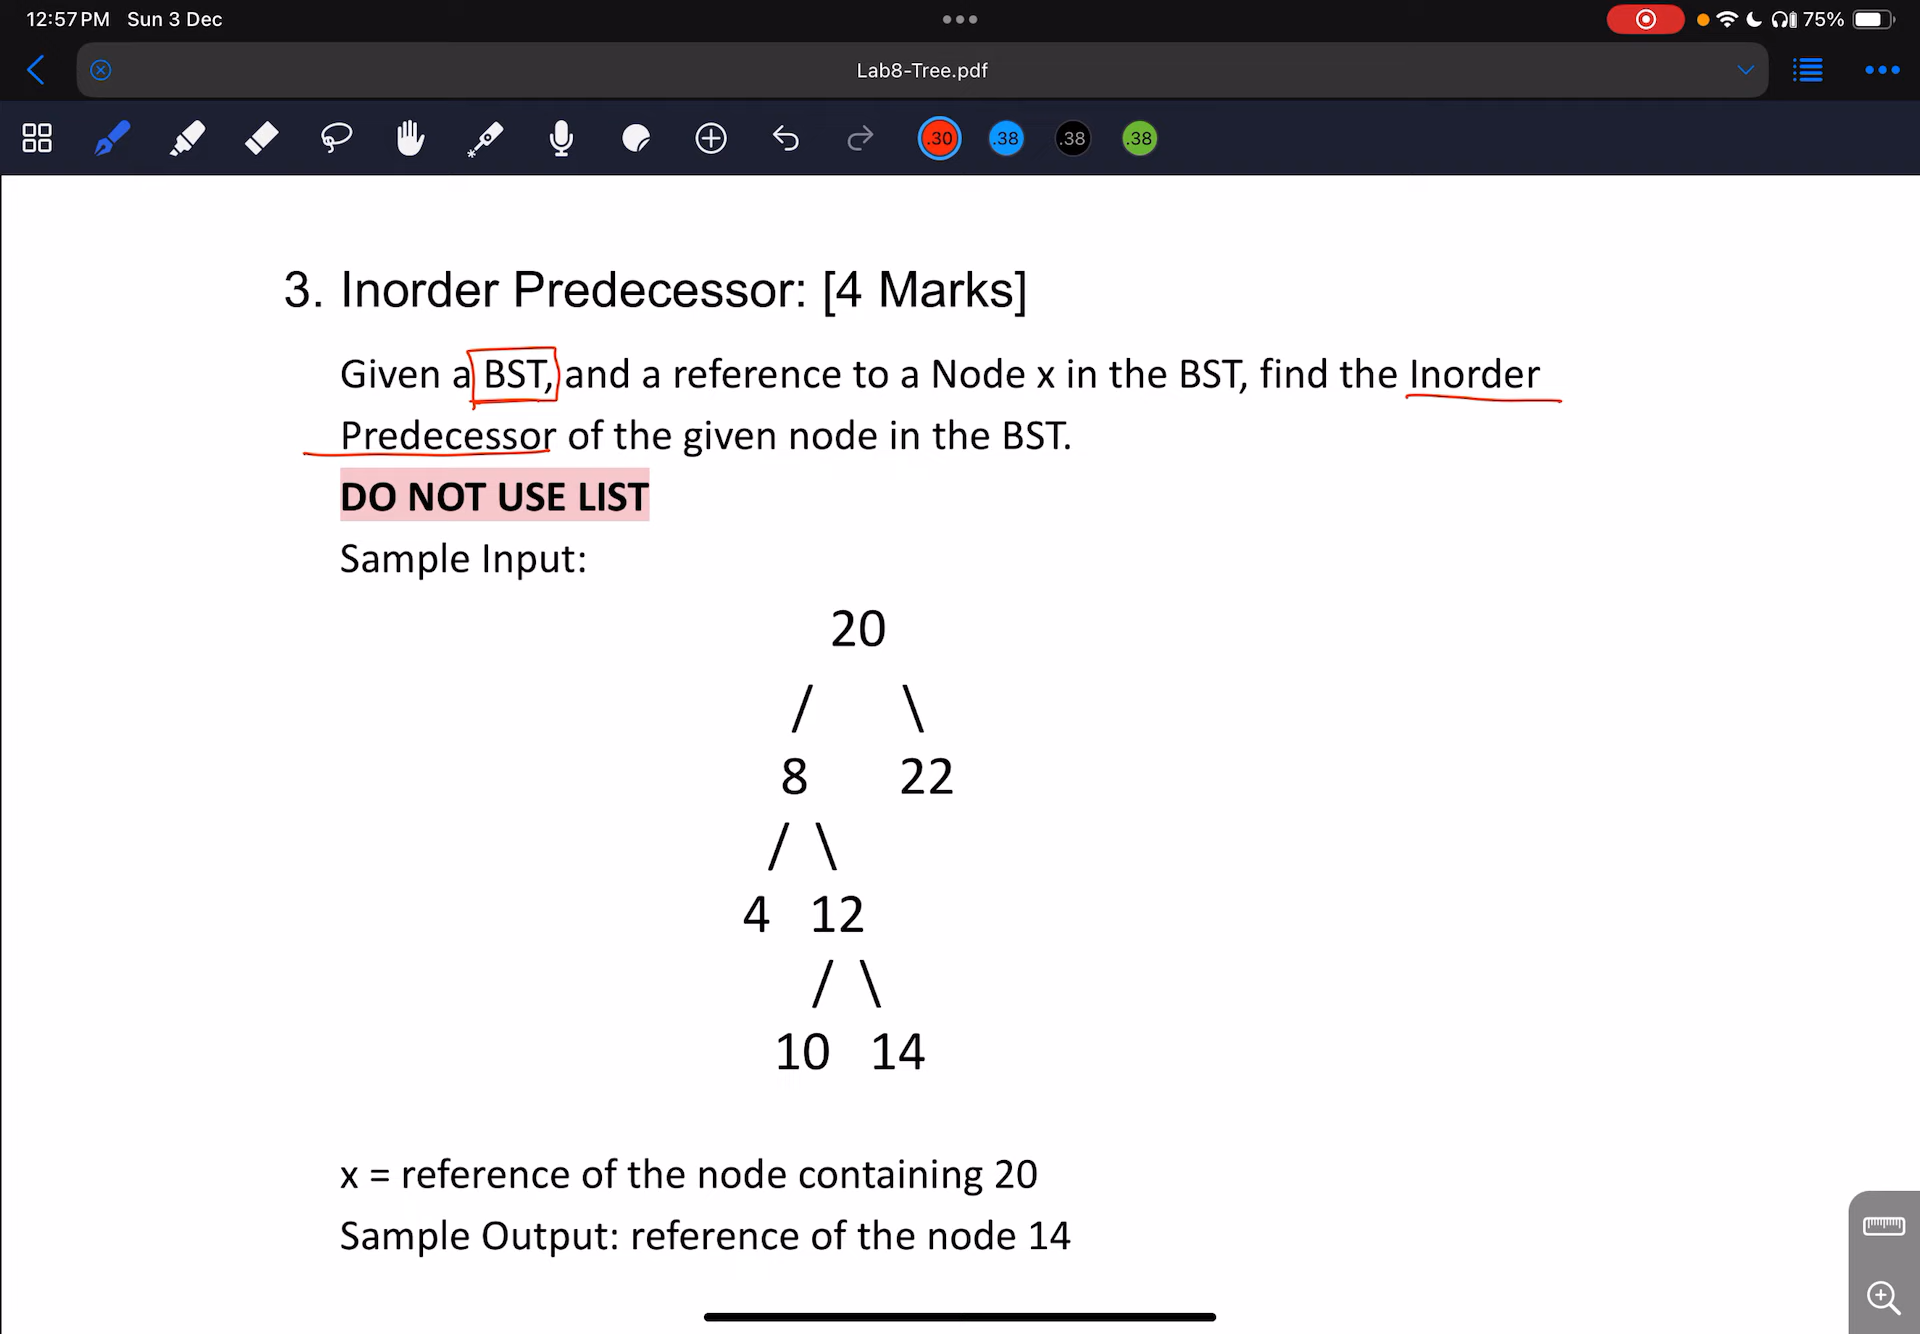 12:57 PM Sun 3 Dec
75%
Lab8-Tree.pdf
.30 .38 .38 .38
3. Inorder Predecessor: [4 Marks]
Given a BST, and a reference to a Node x in the BST, find the Inorder
Predecessor of the given node in the BST.
DO NOT USE LIST
Sample Input:
20
/ \
8 22
/ \
4 12
/ \
10 14
x = reference of the node containing 20
Sample Output: reference of the node 14